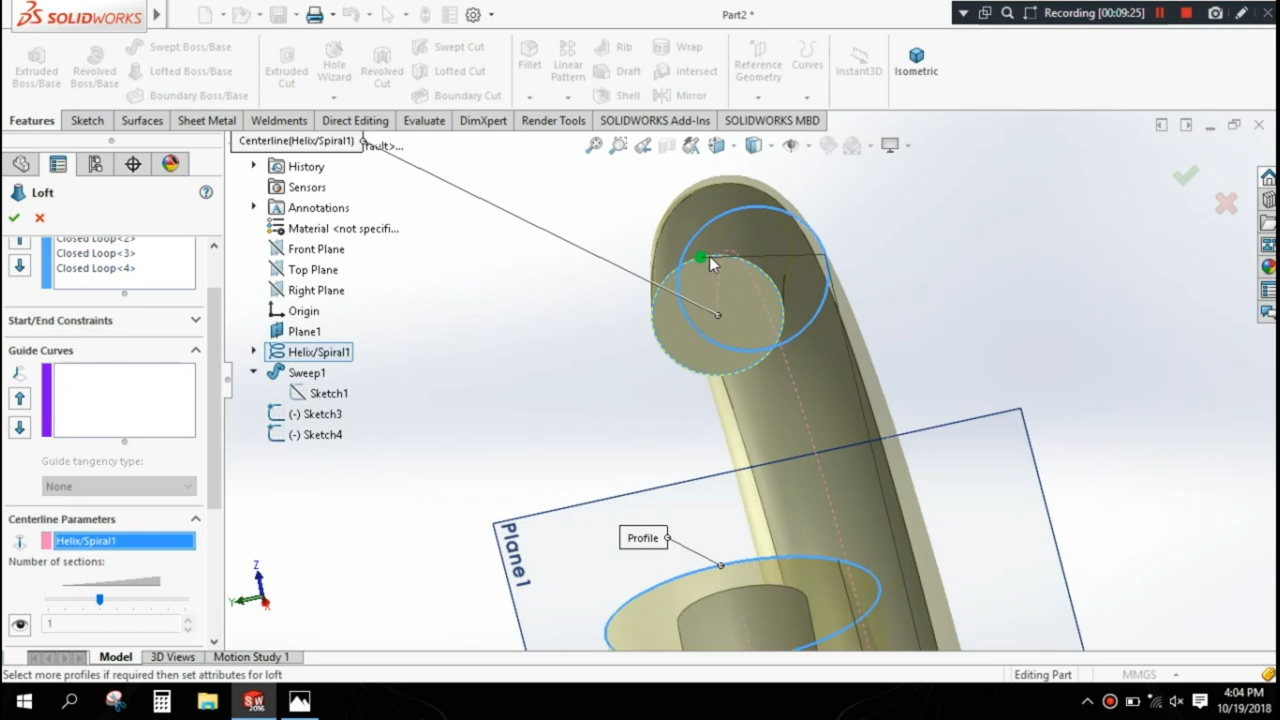 SOLIDWORKS
Part2 *
Recording [00:09:25]
Extruded Boss/Base
Revolved Boss/Base
Swept Boss/Base
Lofted Boss/Base
Boundary Boss/Base
Extruded Cut
Hole Wizard
Revolved Cut
Swept Cut
Lofted Cut
Boundary Cut
Fillet
Linear Pattern
Rib
Draft
Shell
Wrap
Intersect
Mirror
Reference Geometry
Curves
Instant3D
Isometric
Features
Sketch
Surfaces
Sheet Metal
Weldments
Direct Editing
Evaluate
DimXpert
Render Tools
SOLIDWORKS Add-Ins
SOLIDWORKS MBD
Centerline(Helix/Spiral1)
fault>...
History
Sensors
Annotations
Material <not specifi...
Front Plane
Top Plane
Right Plane
Origin
Plane1
Helix/Spiral1
Sweep1
Sketch1
(-) Sketch3
(-) Sketch4
Loft
Closed Loop<2>
Closed Loop<3>
Closed Loop<4>
Start/End Constraints
Guide Curves
Guide tangency type:
None
Centerline Parameters
Helix/Spiral1
Number of sections:
1
Profile
Plane1
Z
Y
X
Model
3D Views
Motion Study 1
Select more profiles if required then set attributes for loft
Editing Part
MMGS
SW
2016
4:04 PM
10/19/2018